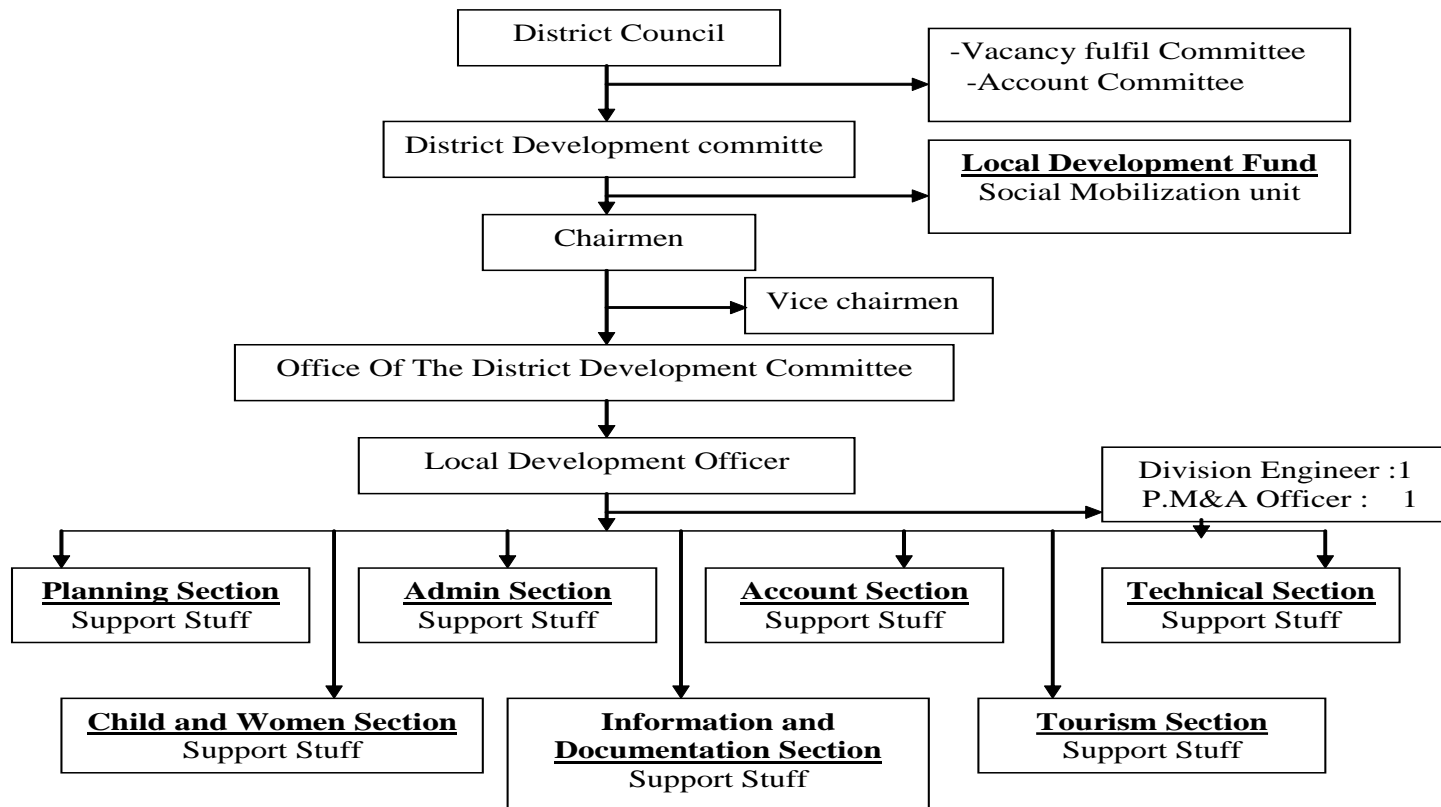 District Council
-Vacancy fulfil Committee
-Account Committee
District Development committe
Local Development Fund
Social Mobilization unit
Chairmen
Vice chairmen
Office Of The District Development Committee
Local Development Officer
Division Engineer :1
P.M&A Officer : 1
Planning Section
Support Stuff
Admin Section
Support Stuff
Account Section
Support Stuff
Technical Section
Support Stuff
Child and Women Section
Support Stuff
Information and
Documentation Section
Support Stuff
Tourism Section
Support Stuff